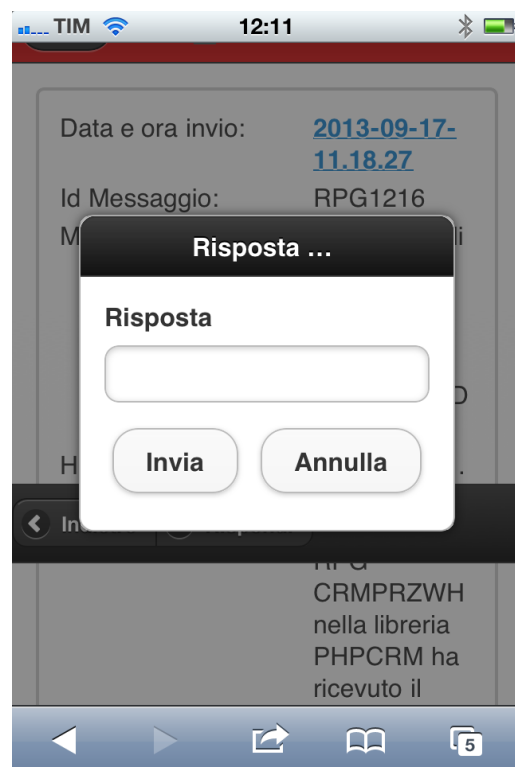 TIM 12:11
Data e ora invio: 2013-09-17-
11.18.27
Id Messaggio: RPG1216
Risposta ...
Risposta
Invia Annulla
RPG
CRMPRZWH
nella libreria
PHPCRM ha
ricevuto il
5